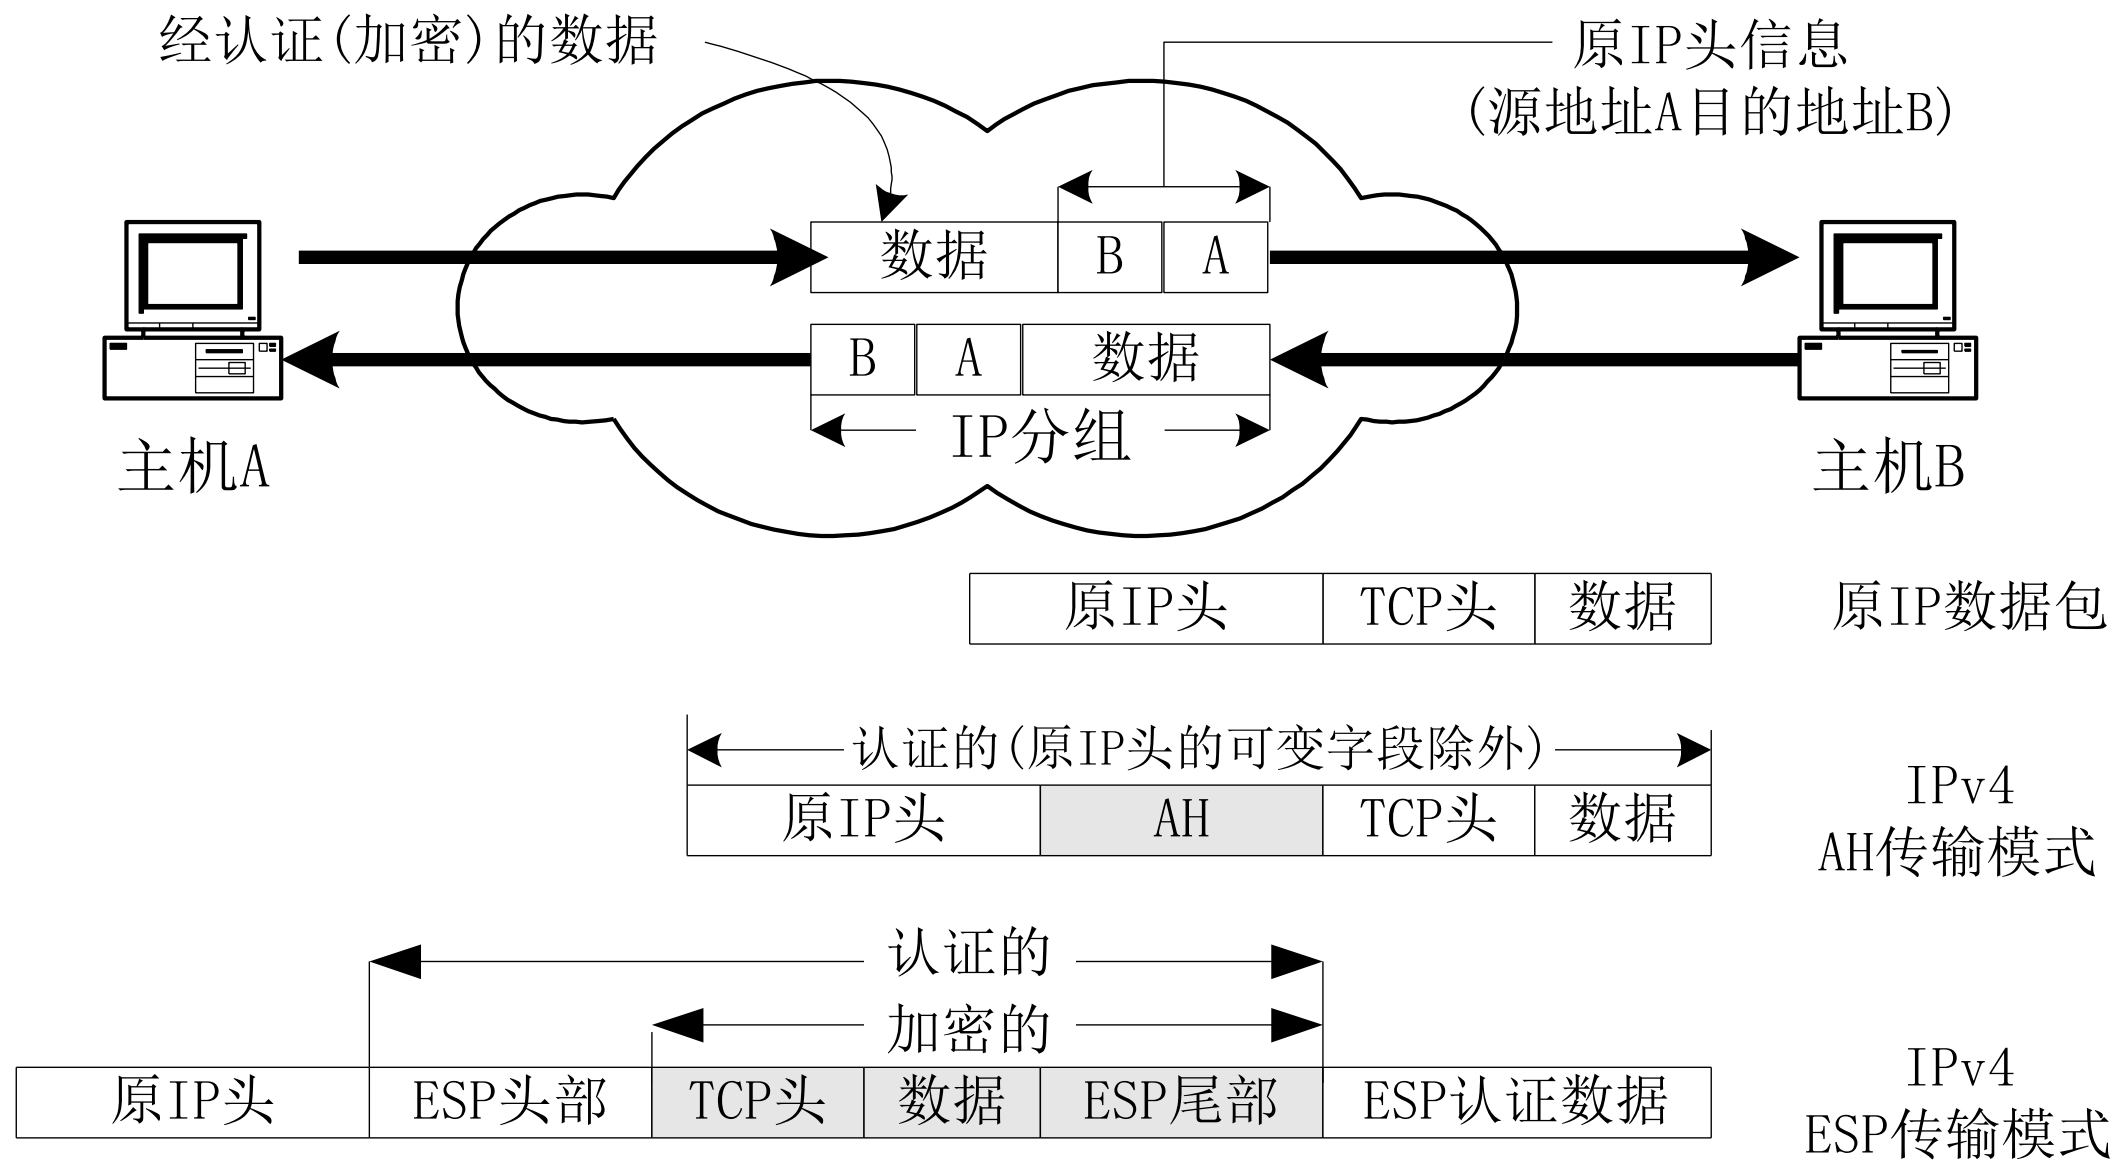 经认证(加密)的数据
原IP头信息
(源地址A目的地址B)
数据 B A
B A 数据
IP分组
主机A
主机B
原IP头 TCP头 数据 原IP数据包
认证的(原IP头的可变字段除外)
原IP头 AH TCP头 数据
IPv4
AH传输模式
认证的
加密的
原IP头 ESP头部 TCP头 数据 ESP尾部 ESP认证数据
IPv4
ESP传输模式